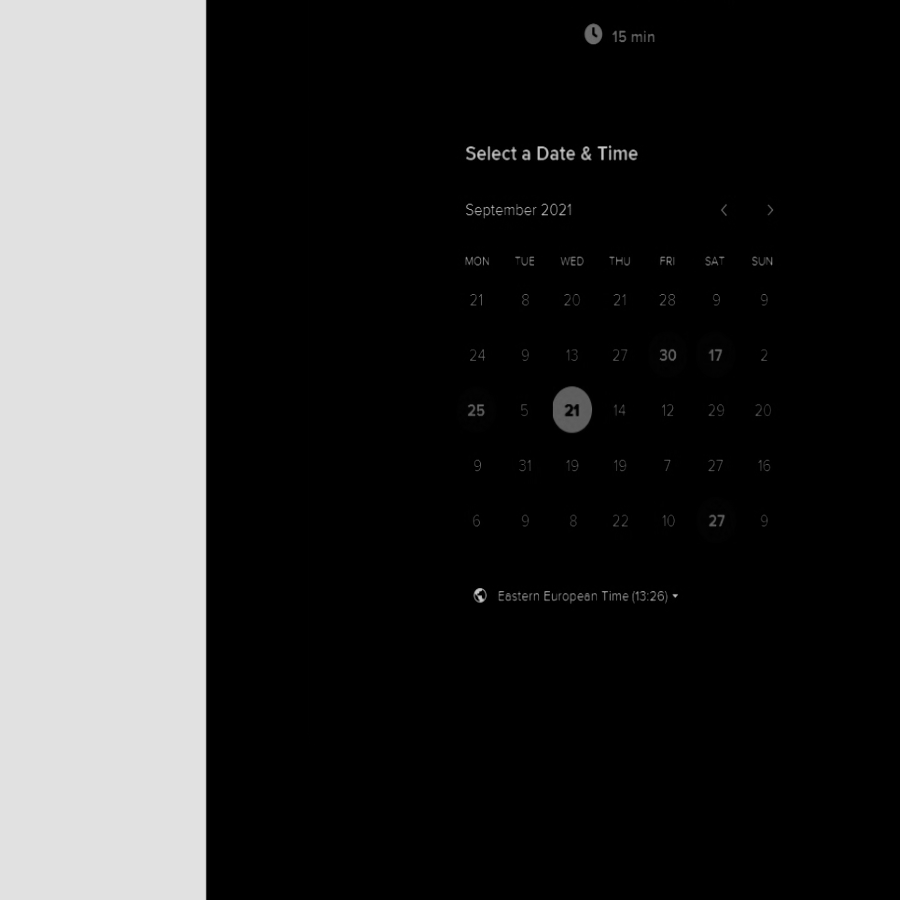 15 min
Select a Date & Time
September 2021
MON TUE WED THU FRI SAT SUN
21 8 20 21 28 9 9
24 9 13 27 30 17 2
25 5 21 14 12 29 20
9 31 19 19 7 27 16
6 9 8 22 10 27 9
Eastern European Time (13:26)